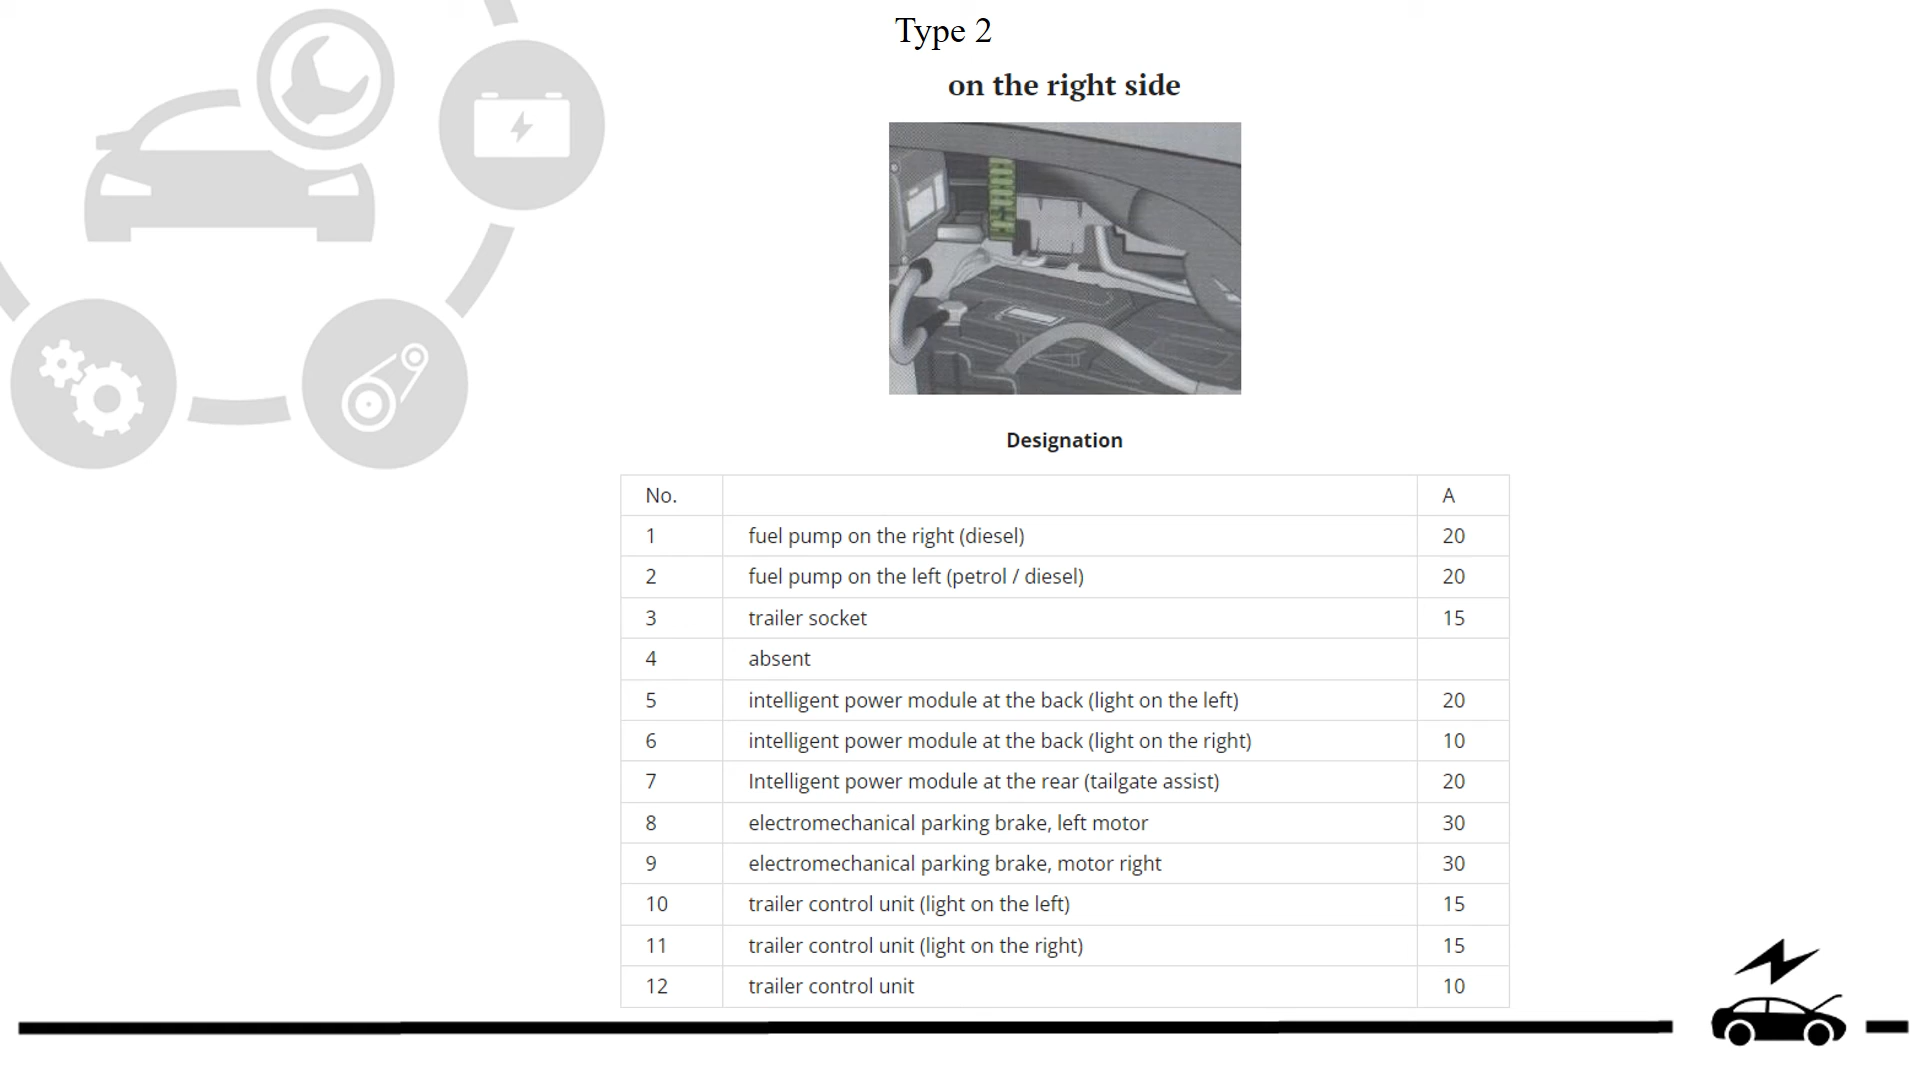 Type 2
on the right side
Designation
No. A
1 fuel pump on the right (diesel) 20
2 fuel pump on the left (petrol / diesel) 20
3 trailer socket 15
4 absent
5 intelligent power module at the back (light on the left) 20
6 intelligent power module at the back (light on the right) 10
7 Intelligent power module at the rear (tailgate assist) 20
8 electromechanical parking brake, left motor 30
9 electromechanical parking brake, motor right 30
10 trailer control unit (light on the left) 15
11 trailer control unit (light on the right) 15
12 trailer control unit 10